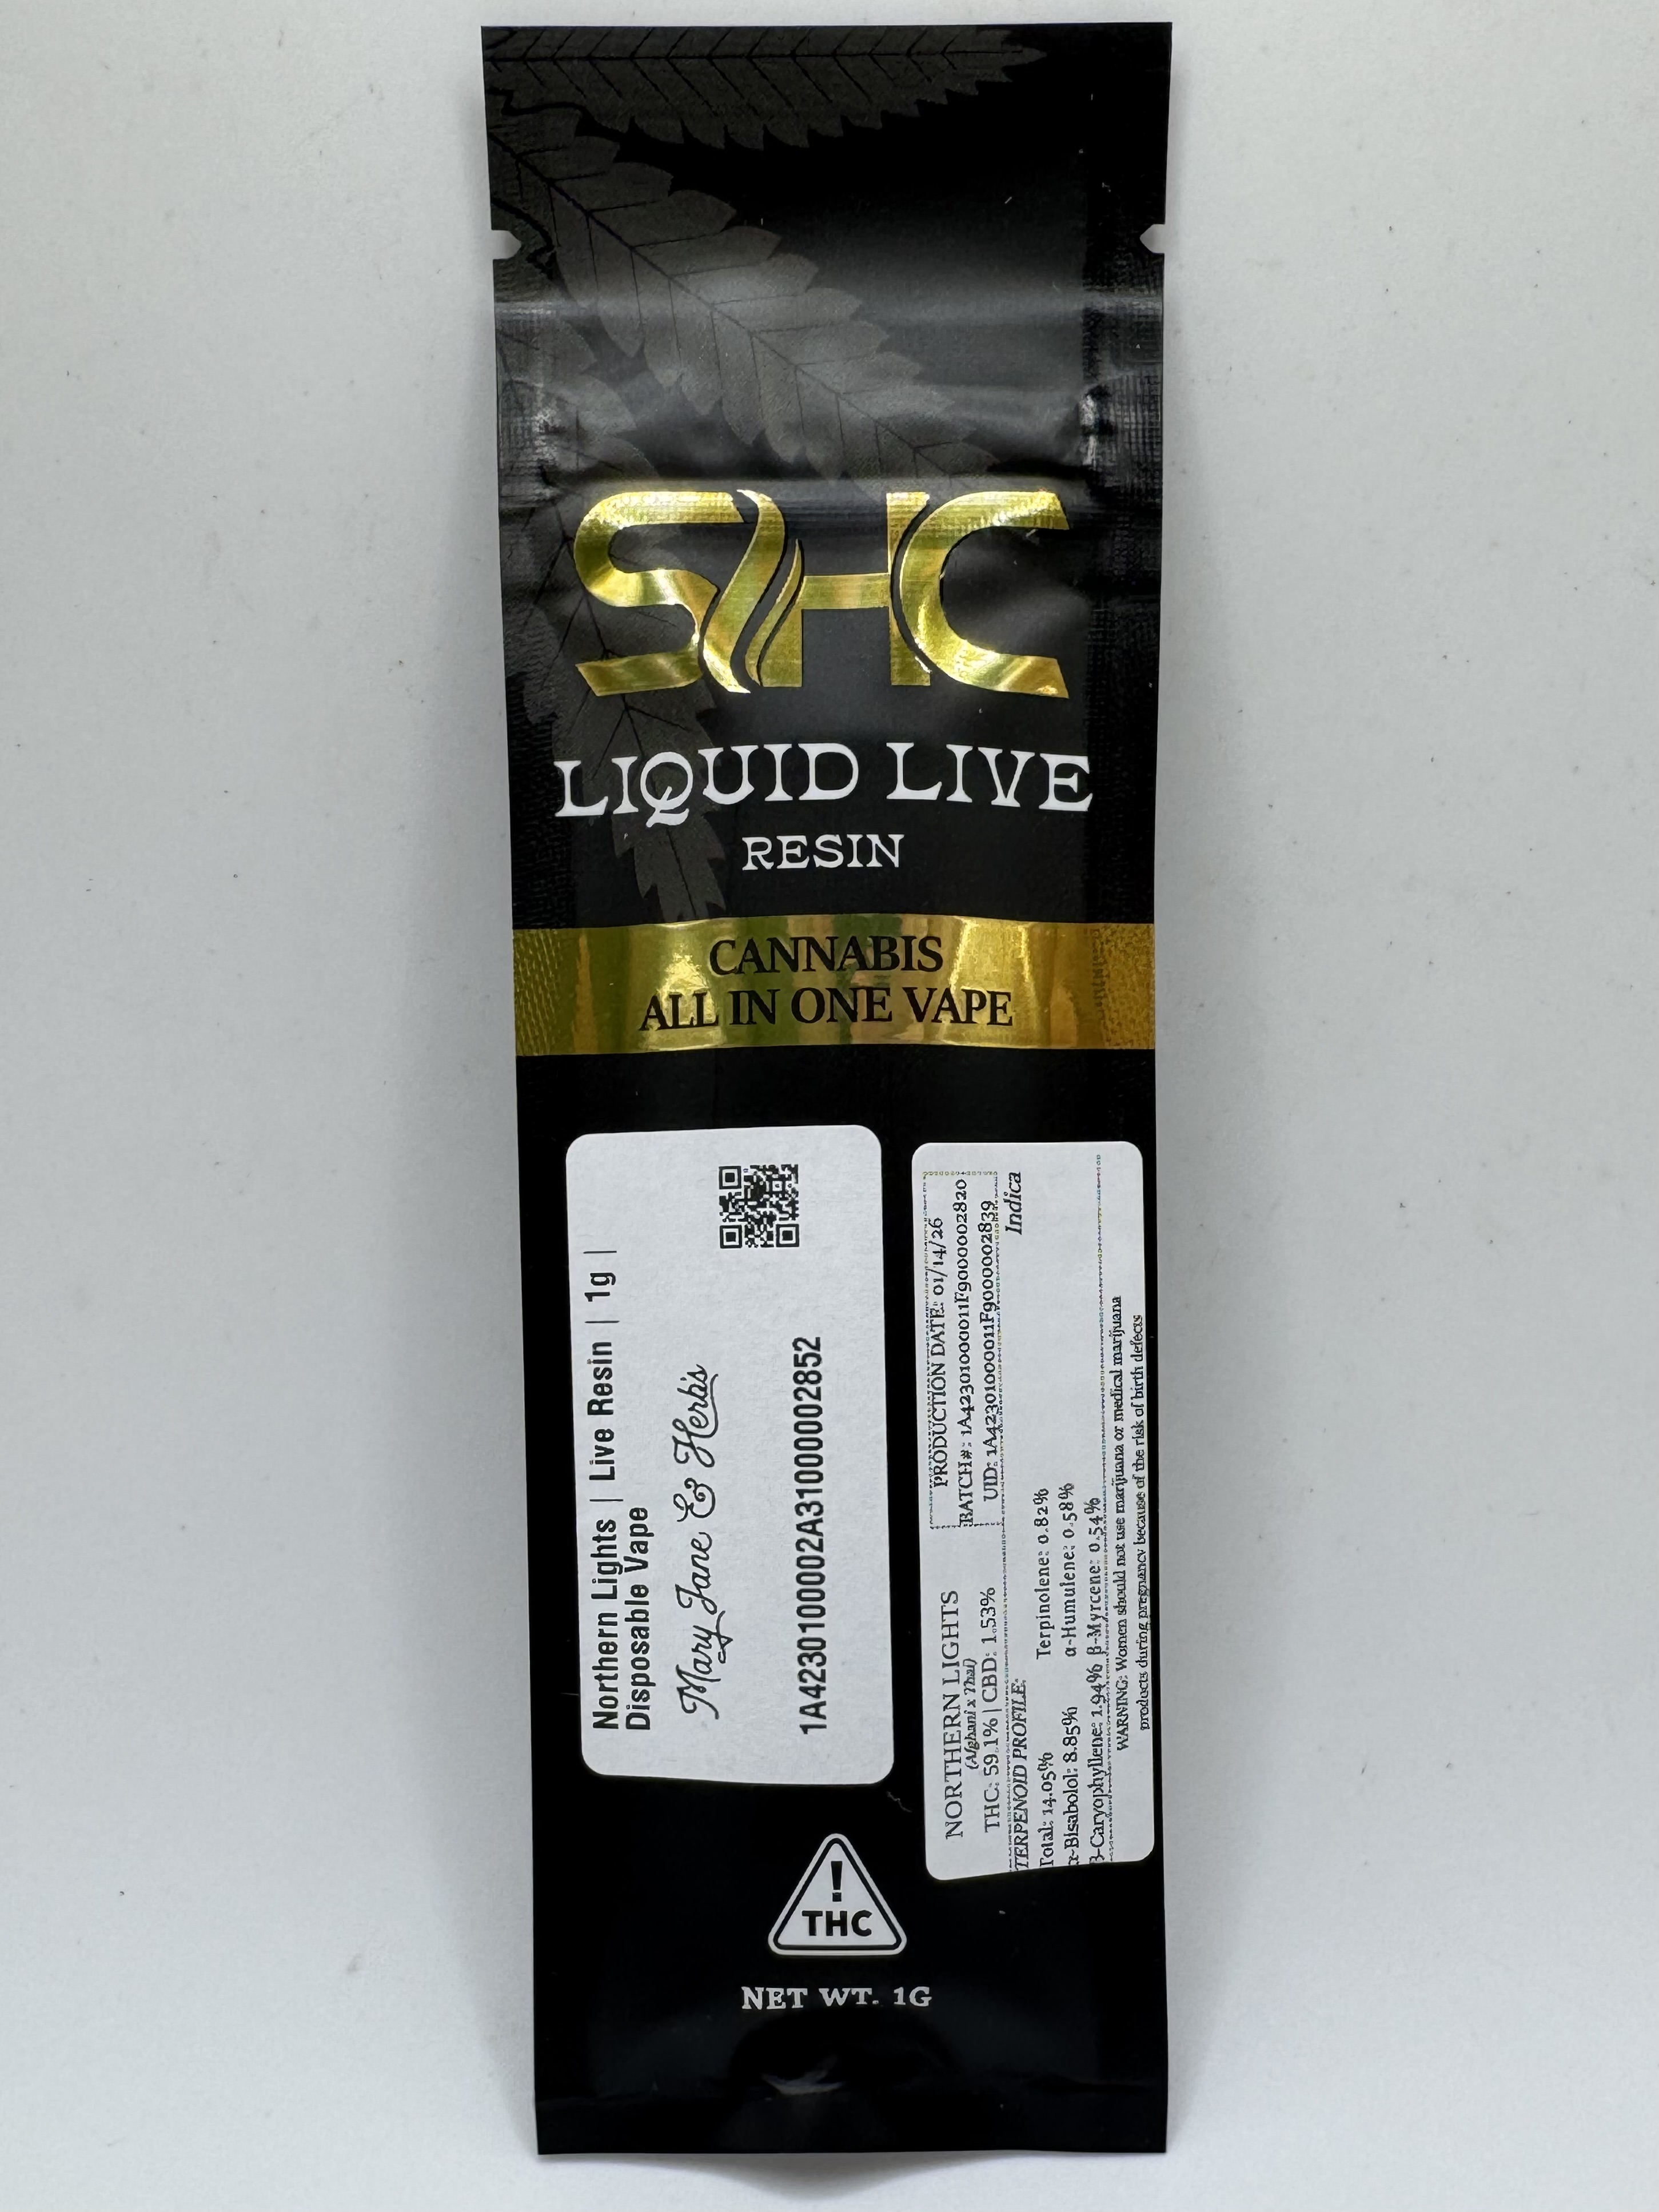 SHC
LIQUID LIVE
RESIN
CANNABIS
ALL IN ONE VAPE
Northern Lights | Live Resin | 1g |
Disposable Vape
Mary Jane & Herb's
1A4230100002A31000002852
NORTHERN LIGHTS
(Afghani x Thai)
THC: 59.1% | CBD: 1.53%
PRODUCTION DATE: 01/14/26
BATCH#: 1A42301000011F9000002820
UID: 1A42301000011F9000002839
Indica
TERPENOID PROFILE:
Total: 14.05% Terpinolene: 0.82%
α-Bisabolol: 8.85% α-Humulene: 0.58%
β-Caryophyllene: 1.94% β-Myrcene: 0.54%
WARNING: Women should not use marijuana or medical marijuana
products during pregnancy because of the risk of birth defects
!
THC
NET WT. 1G